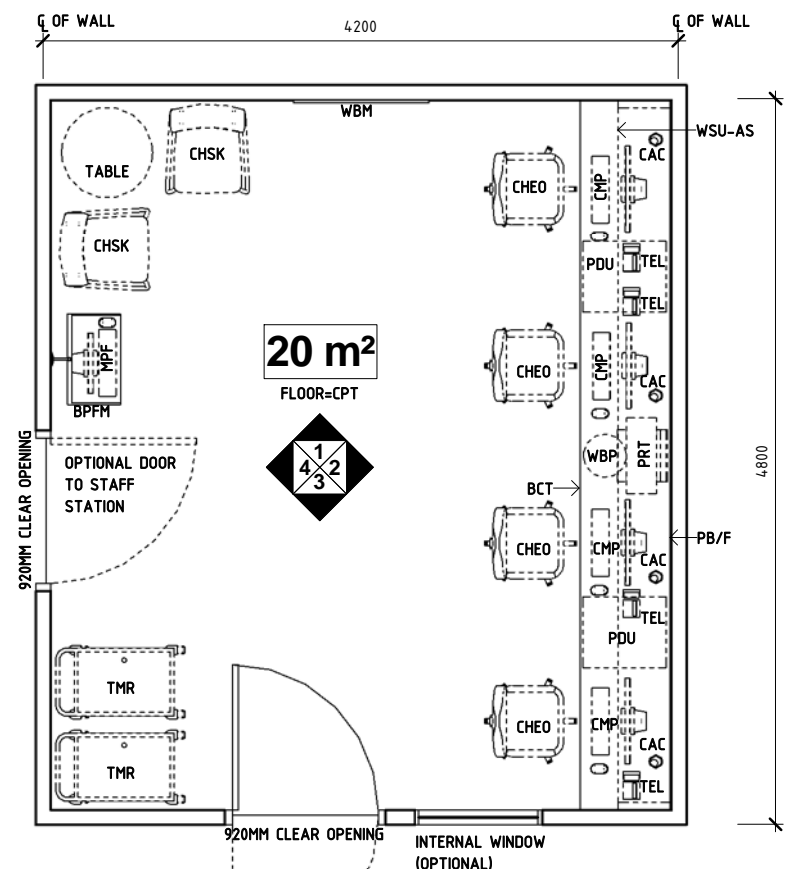 ℄ OF WALL
4200
℄ OF WALL
WBM
WSU-AS
CAC
TABLE
CHSK
CHEO
CMP
CHSK
PDU
TEL
TEL
20 m²
FLOOR=CPT
MPF
BPFM
CHEO
CMP
CAC
1
4 2
3
920MM CLEAR OPENING
OPTIONAL DOOR
TO STAFF
STATION
WBP
PRT
4800
BCT
PB/F
CHEO
CMP
CAC
TEL
PDU
TMR
CHEO
CMP
CAC
TMR
TEL
920MM CLEAR OPENING
INTERNAL WINDOW
(OPTIONAL)